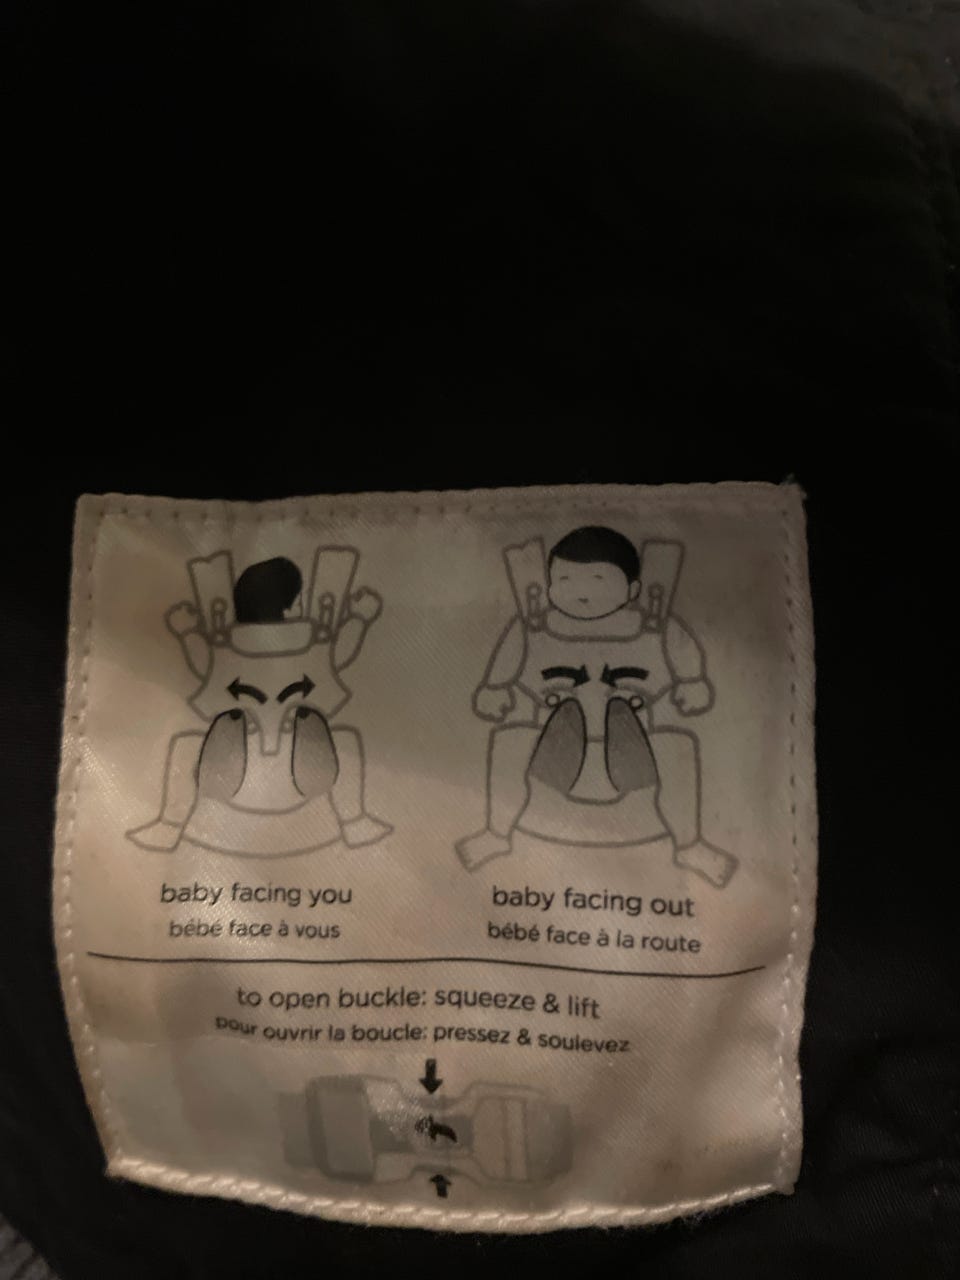 baby facing you
bébé face à vous
baby facing out
bébé face à la route
to open buckle: squeeze & lift
pour ouvrir la boucle: pressez & soulevez